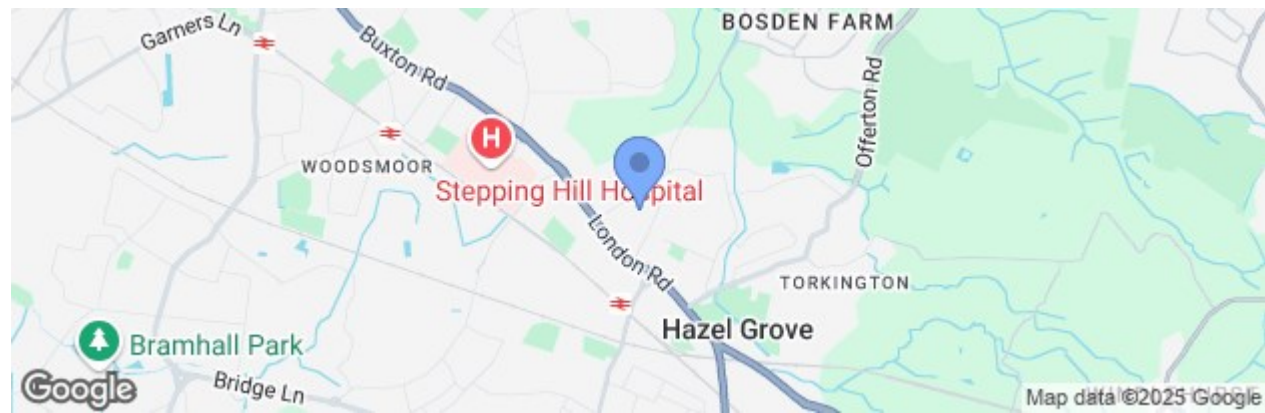 BOSDEN FARM
Garners Ln
Buxton Rd
Offerton Rd
H
WOODSMOOR
Stepping Hill Hospital
London Rd
TORKINGTON
Hazel Grove
Bramhall Park
Bridge Ln
Google
Map data ©2025 Google